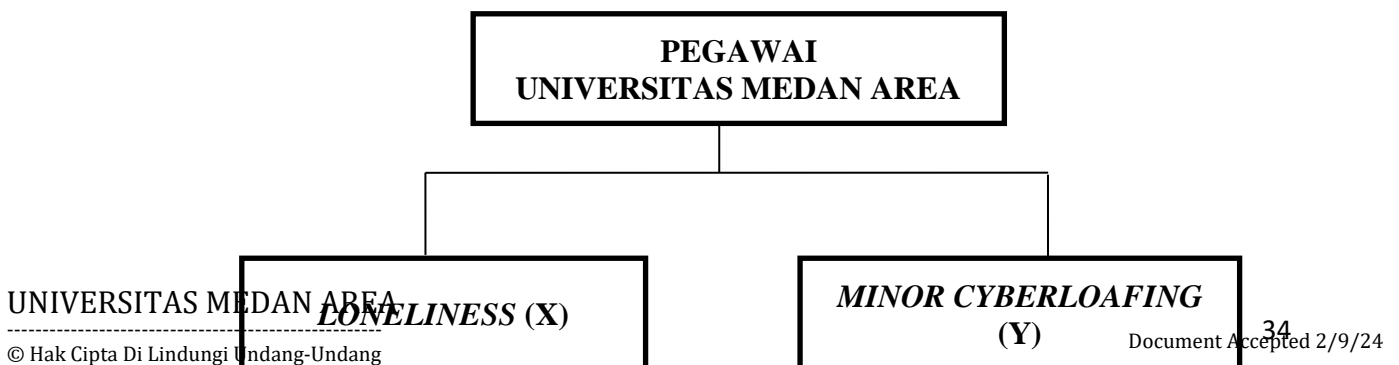 PEGAWAI
UNIVERSITAS MEDAN AREA
LONELINESS (X)
MINOR CYBERLOAFING
(Y)
UNIVERSITAS MEDAN AREA
-----------------------------------------------------
© Hak Cipta Di Lindungi Undang-Undang
34
Document Accepted 2/9/24